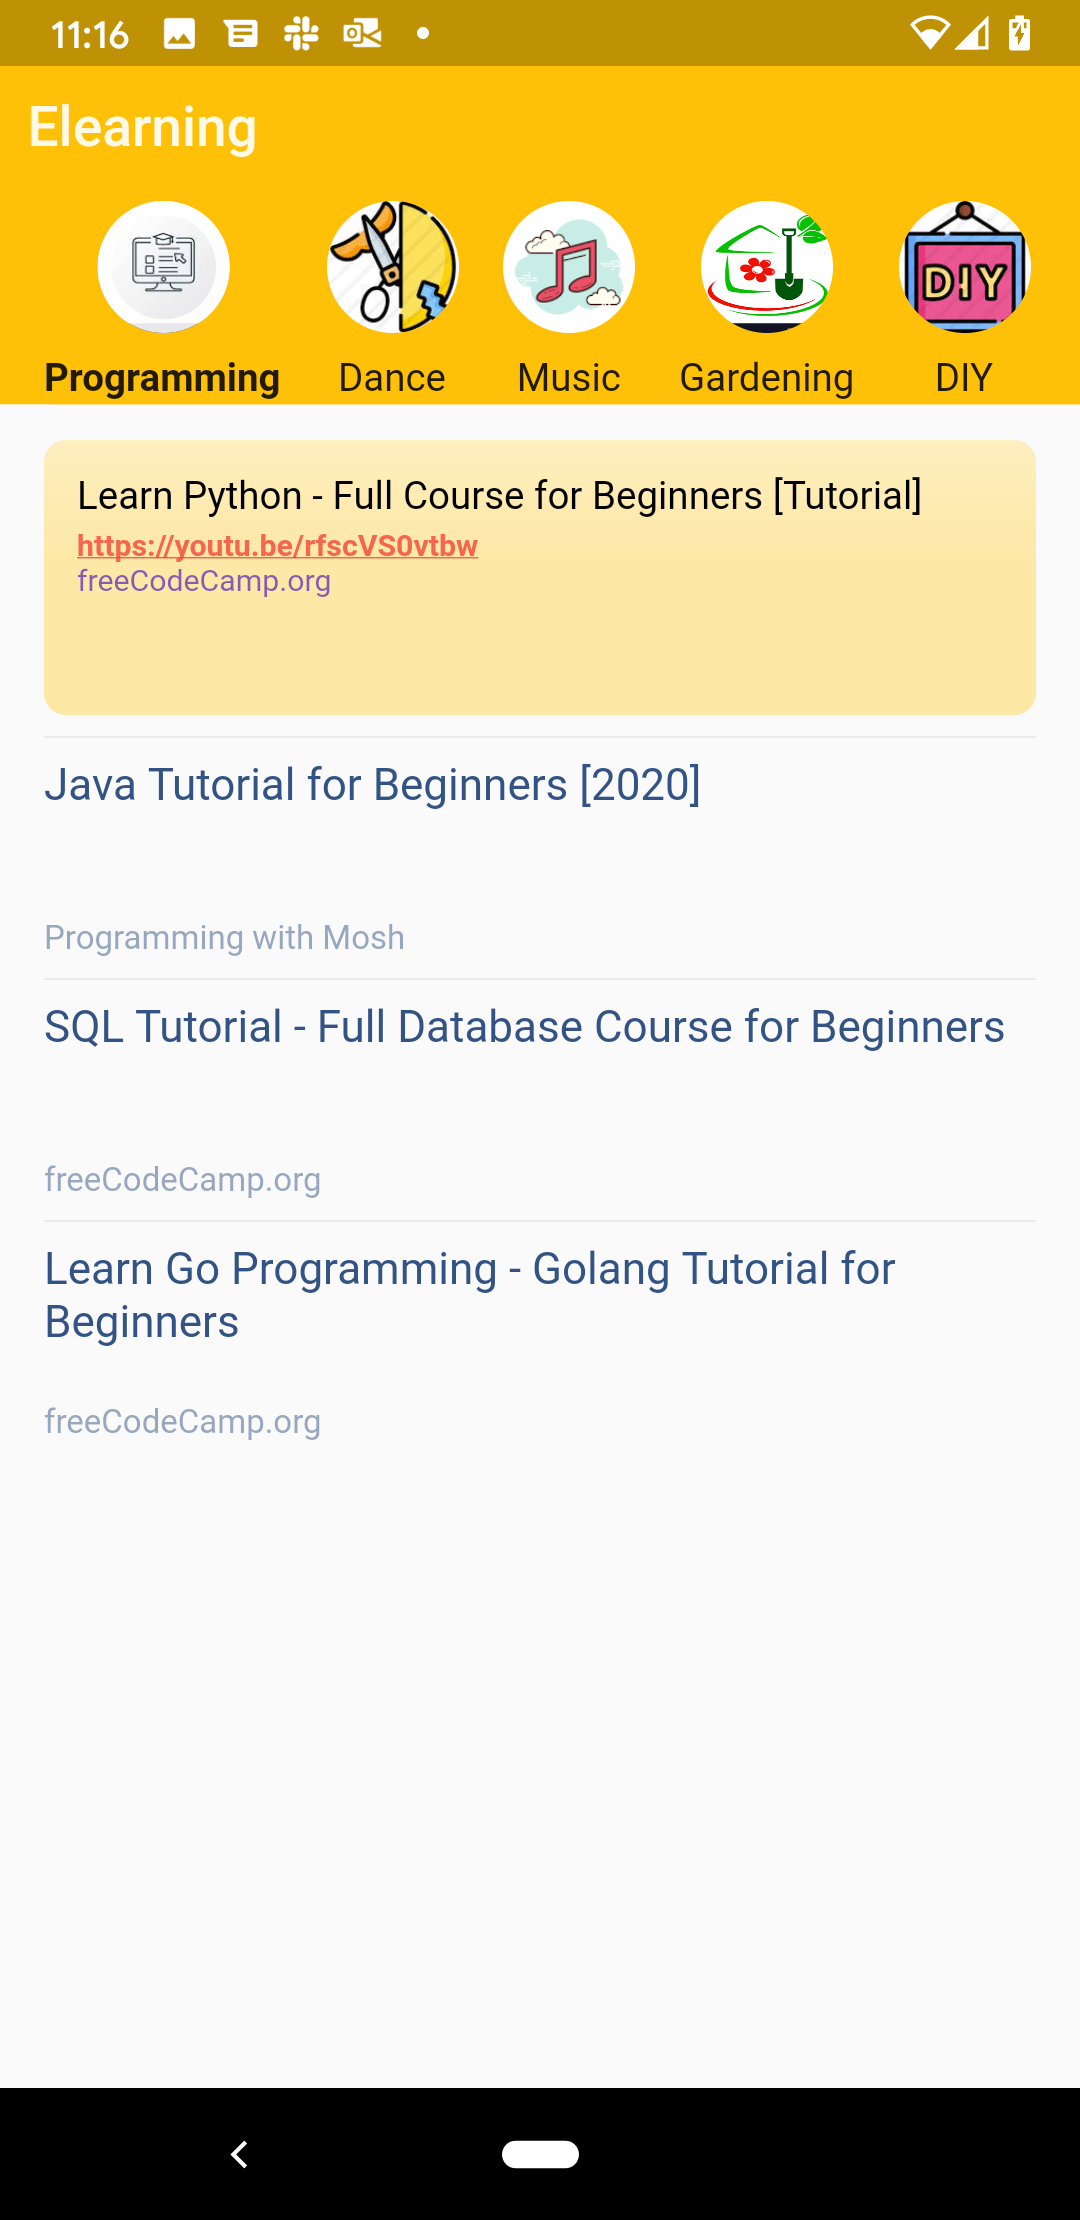 11:16
Elearning
DIY
Programming Dance Music Gardening DIY
Learn Python - Full Course for Beginners [Tutorial]
https://youtu.be/rfscVS0vtbw
freeCodeCamp.org
Java Tutorial for Beginners [2020]
Programming with Mosh
SQL Tutorial - Full Database Course for Beginners
freeCodeCamp.org
Learn Go Programming - Golang Tutorial for
Beginners
freeCodeCamp.org